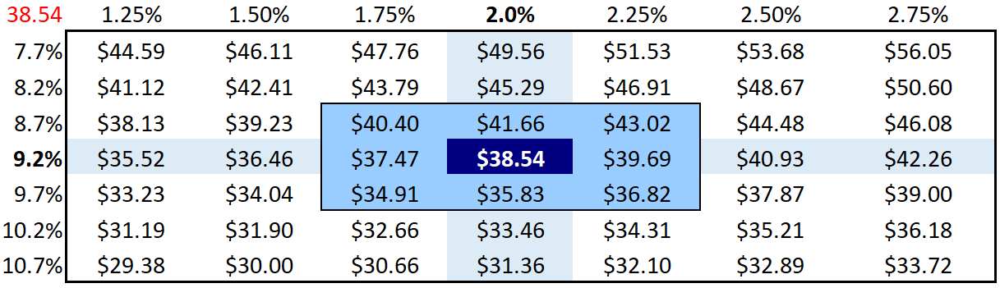 38.54 1.25% 1.50% 1.75% 2.0% 2.25% 2.50% 2.75%
7.7% $44.59 $46.11 $47.76 $49.56 $51.53 $53.68 $56.05
8.2% $41.12 $42.41 $43.79 $45.29 $46.91 $48.67 $50.60
8.7% $38.13 $39.23 $40.40 $41.66 $43.02 $44.48 $46.08
9.2% $35.52 $36.46 $37.47 $38.54 $39.69 $40.93 $42.26
9.7% $33.23 $34.04 $34.91 $35.83 $36.82 $37.87 $39.00
10.2% $31.19 $31.90 $32.66 $33.46 $34.31 $35.21 $36.18
10.7% $29.38 $30.00 $30.66 $31.36 $32.10 $32.89 $33.72